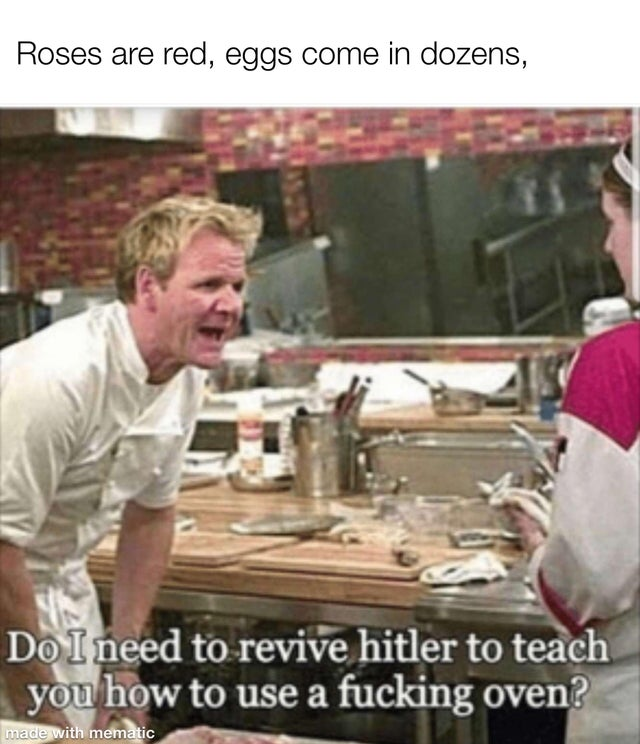 Roses are red, eggs come in dozens,
Do I need to revive hitler to teach
you how to use a fucking oven?
made with mematic